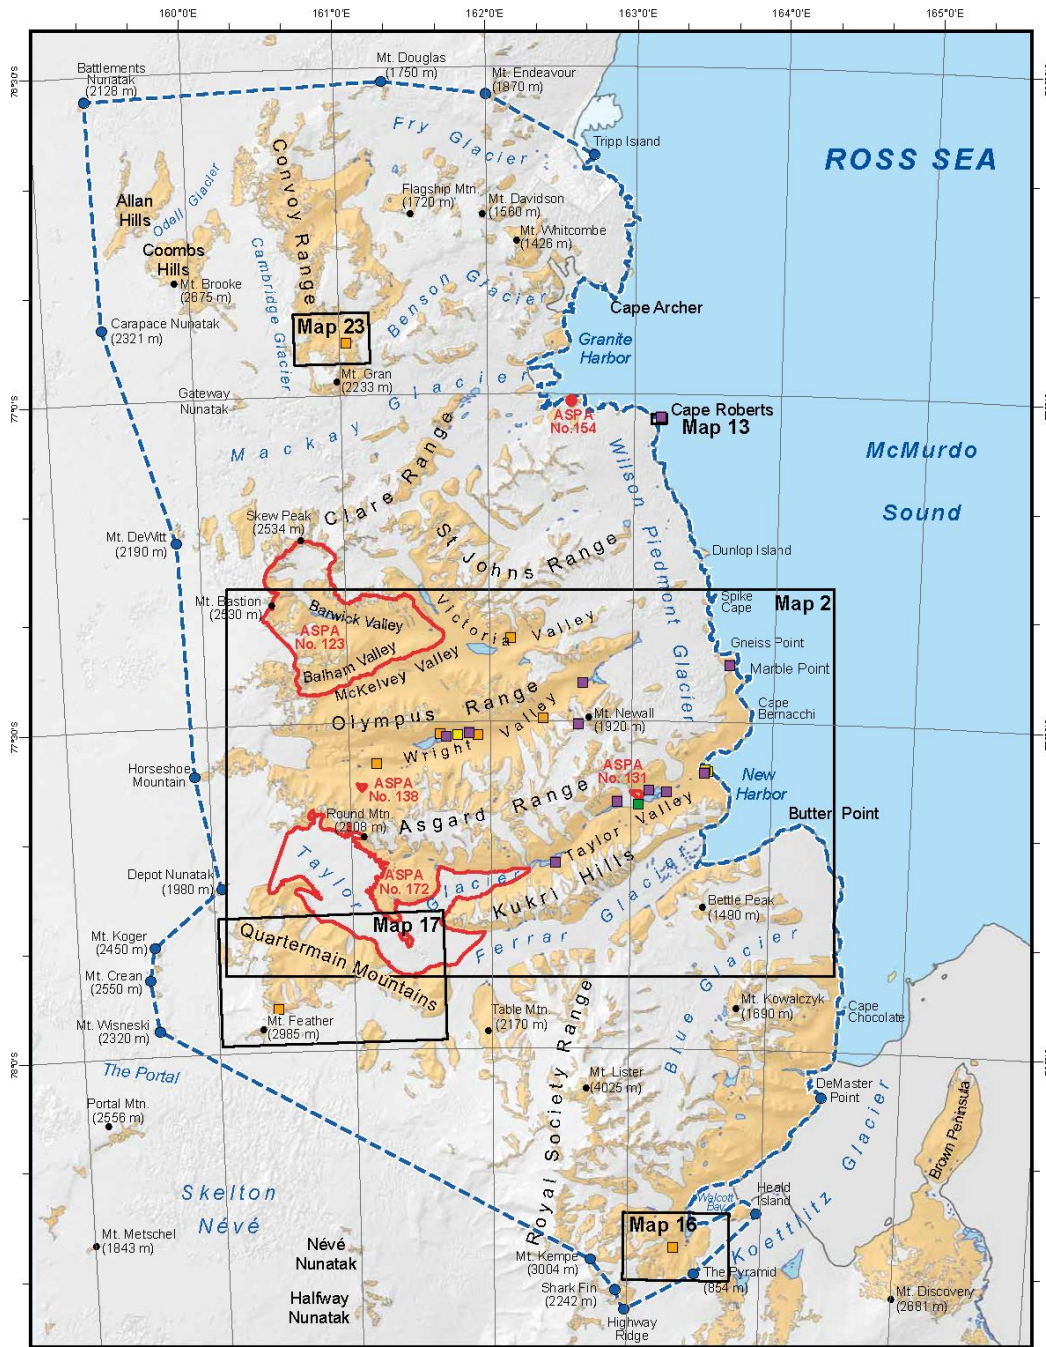 160°0'E
161°0'E
162°0'E
163°0'E
164°0'E
165°0'E
Battlements
Nunatak
(2128 m)
Mt. Douglas
(1750 m)
Mt. Endeavour
(1870 m)
Tripp Island
ROSS SEA
Fry Glacier
Convoy Range
Allan
Hills
Odell Glacier
Flagship Mtn.
(1720 m)
Mt. Davidson
(1560 m)
Mt. Whitcombe
(1426 m)
Coombs
Hills
Mt. Brooke
(2675 m)
Cambridge Glacier
Benson Glacier
Cape Archer
Carapace Nunatak
(2321 m)
Map 23
Granite
Harbor
Mt. Gran
(2233 m)
Gateway
Nunatak
77°0'S
Mackay Glacier
ASPA
No.154
Cape Roberts
Map 13
McMurdo
Sound
Clare Range
Wilson Piedmont Glacier
Skew Peak
(2534 m)
Mt. DeWitt
(2190 m)
St Johns Range
Dunlop Island
Mt. Bastion
(2530 m)
Barwick Valley
Victoria Valley
Spike
Cape
Map 2
ASPA
No. 123
Balham Valley
McKelvey Valley
Gneiss Point
Marble Point
Olympus Range
Cape
Bernacchi
Mt. Newall
(1920 m)
77°30'S
Wright Valley
Horseshoe
Mountain
ASPA
No. 138
ASPA
No. 131
New
Harbor
Asgard Range
Round Mtn.
(2308 m)
Taylor Valley
Butter Point
Taylor Glacier
Depot Nunatak
(1980 m)
ASPA
No. 172
Kukri Hills
Bettle Peak
(1490 m)
Map 17
Ferrar Glacier
Quartermain Mountains
Mt. Koger
(2450 m)
Mt. Crean
(2550 m)
Mt. Wisneski
(2320 m)
Mt. Feather
(2985 m)
Table Mtn.
(2170 m)
Royal Society Range
Blue Glacier
Mt. Kowalczyk
(1690 m)
Cape
Chocolate
78°0'S
The Portal
Mt. Lister
(4025 m)
DeMaster
Point
Portal Mtn.
(2556 m)
Koettlitz Glacier
Brown Peninsula
Skelton
Névé
Walcott
Bay
Heald
Island
Map 16
Mt. Metschel
(1843 m)
Névé
Nunatak
Mt. Kempe
(3004 m)
Shark Fin
(2242 m)
The Pyramid
(854 m)
Halfway
Nunatak
Highway
Ridge
Mt. Discovery
(2681 m)